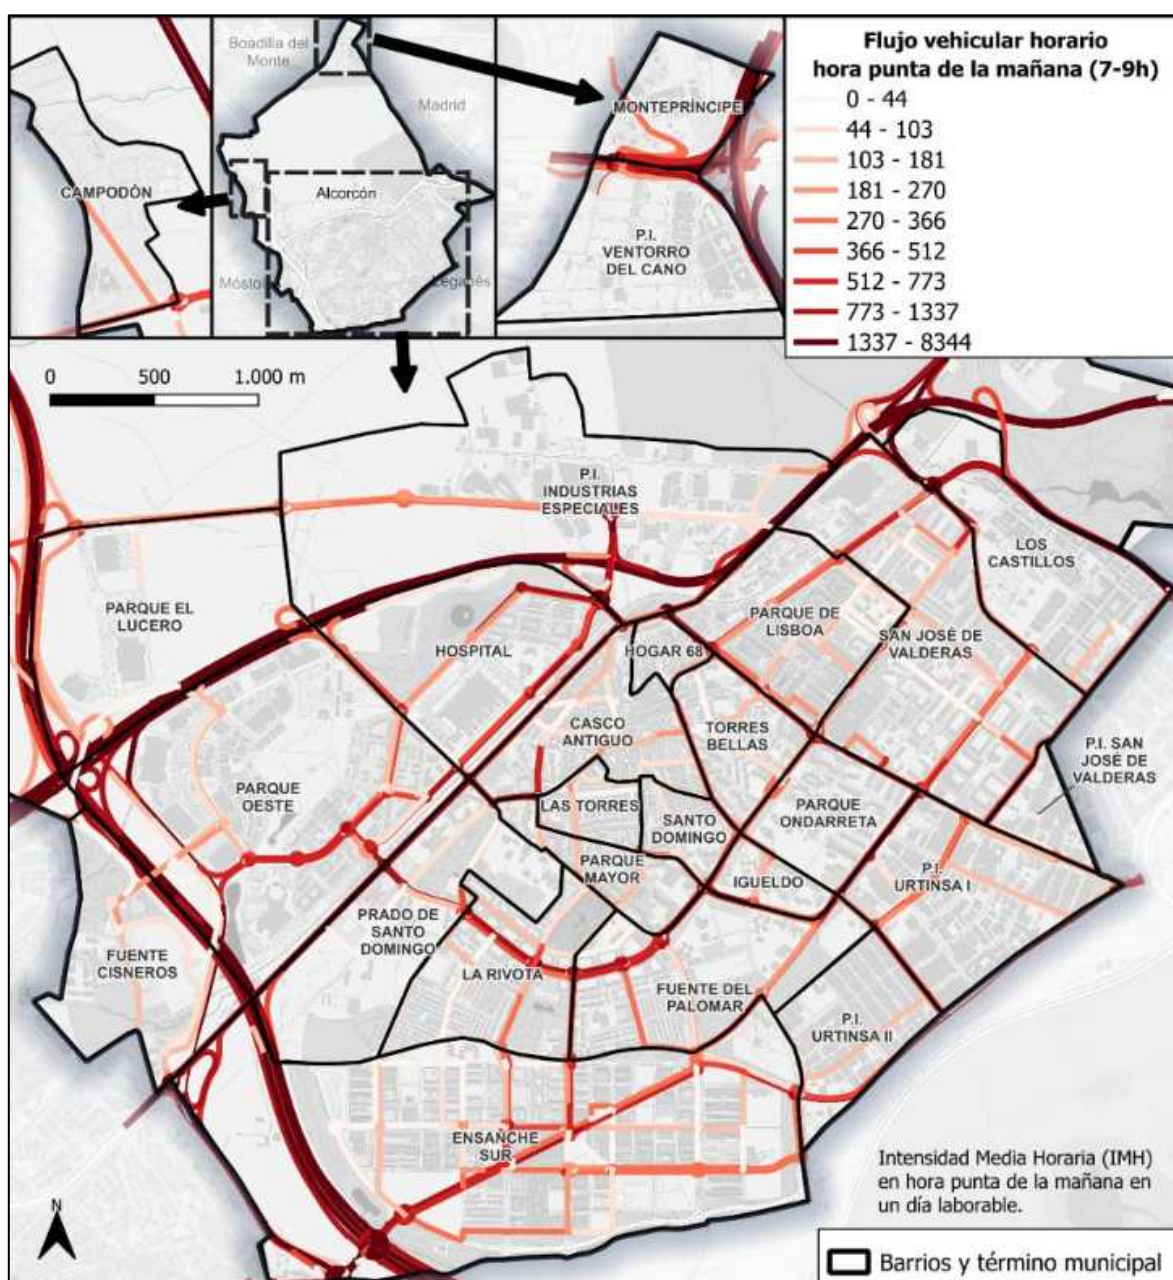 Boadilla del
Monte
Madrid
Alcorcón
Leganés
CAMPODÓN
MONTEPRÍNCIPE
P.I.
VENTORRO
DEL CANO
Flujo vehicular horario
hora punta de la mañana (7-9h)
0 - 44
44 - 103
103 - 181
181 - 270
270 - 366
366 - 512
512 - 773
773 - 1337
1337 - 8344
0 500 1.000 m
P.I.
INDUSTRIAS
ESPECIALES
LOS
CASTILLOS
PARQUE EL
LUCERO
PARQUE DE
LISBOA
SAN JOSÉ DE
VALDERAS
HOSPITAL
HOGAR 68
CASCO
ANTIGUO
TORRES
BELLAS
P.I. SAN
JOSÉ DE
VALDERAS
PARQUE
OESTE
LAS TORRES
SANTO
DOMINGO
PARQUE
ONDARRETA
PARQUE
MAYOR
IGUELDO
P.I.
URTINSA I
PRADO DE
SANTO
DOMINGO
FUENTE
CISNEROS
LA RIVOTA
FUENTE DEL
PALOMAR
P.I.
URTINSA II
ENSANCHE
SUR
Intensidad Media Horaria (IMH)
en hora punta de la mañana en
un día laborable.
N
Barrios y término municipal